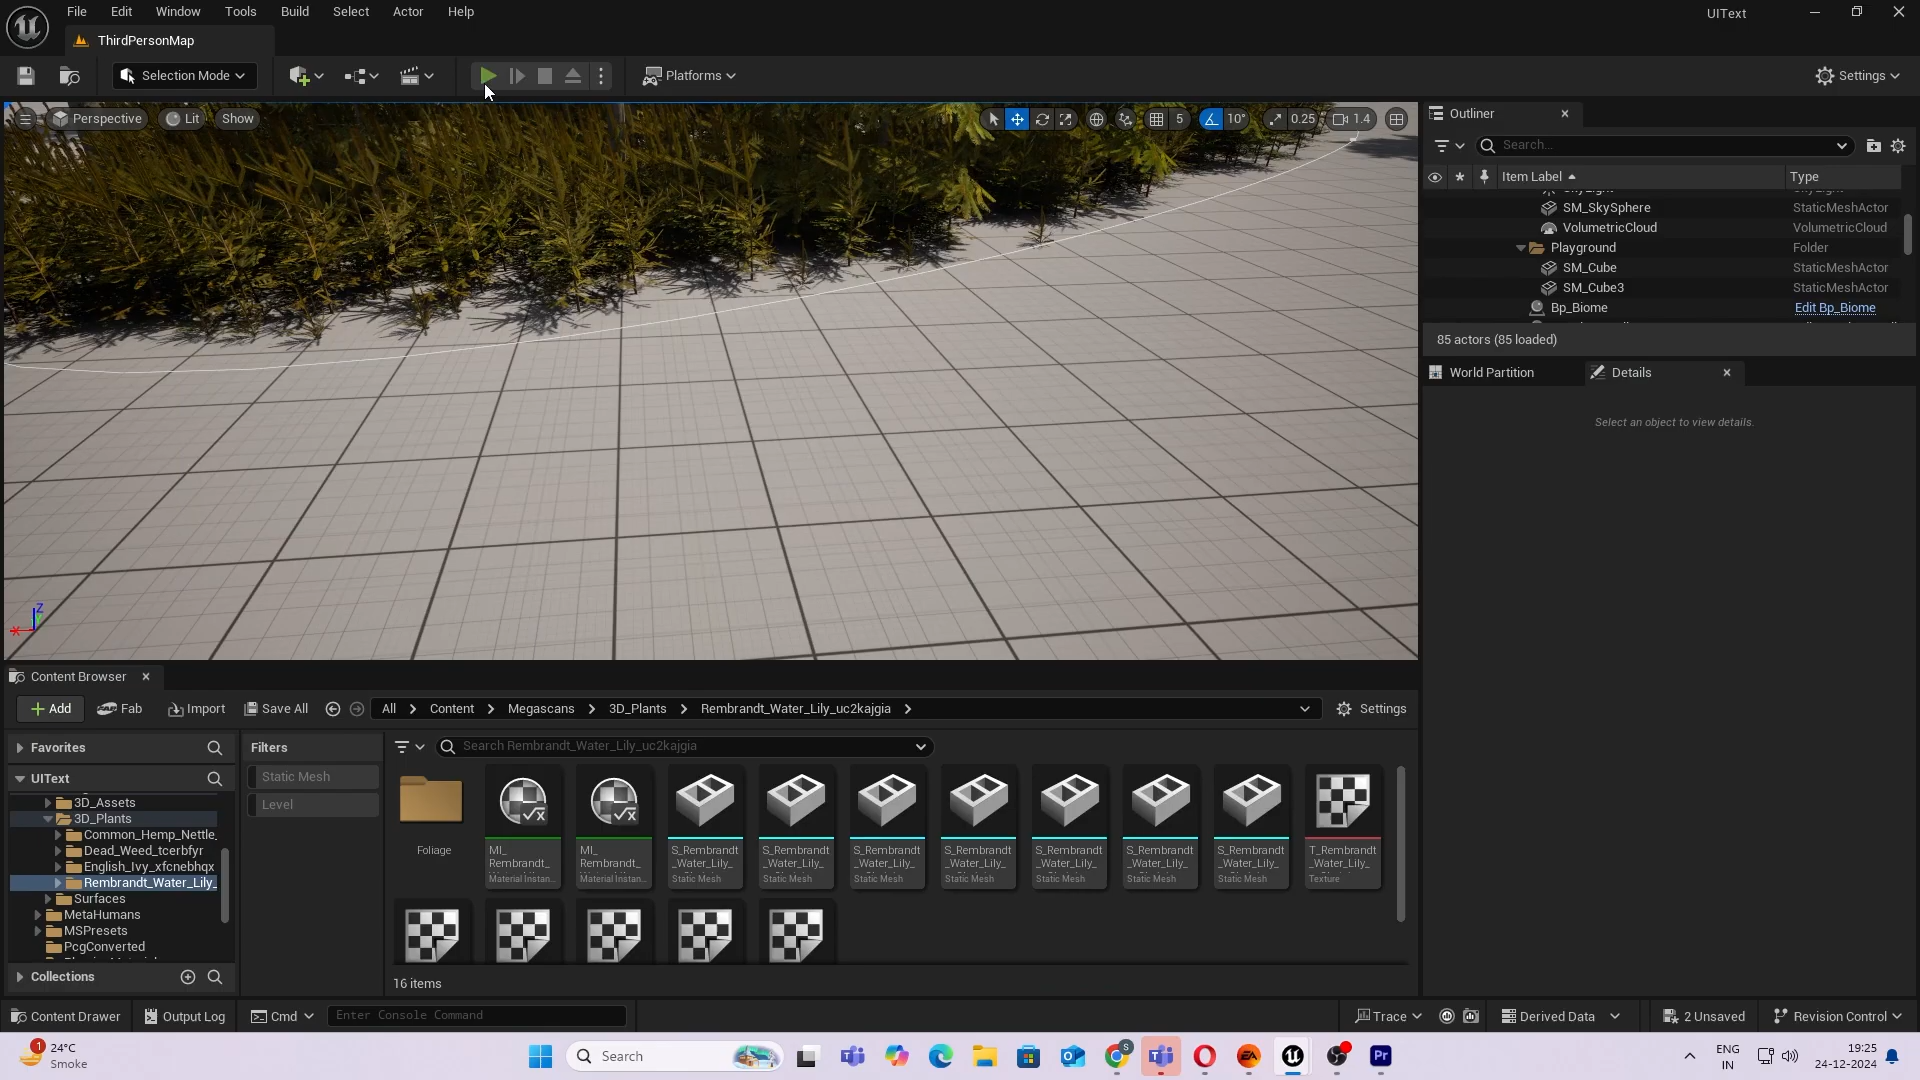 File Edit Window Tools Build Select Actor Help
UIText
ThirdPersonMap
Selection Mode
Platforms
Settings
Perspective Lit Show
5 10° 0.25 1.4
Outliner
Search...
Item Label Type
SM_SkySphere StaticMeshActor
VolumetricCloud VolumetricCloud
Playground Folder
SM_Cube StaticMeshActor
SM_Cube3 StaticMeshActor
Bp_Biome Edit Bp_Biome
85 actors (85 loaded)
World Partition Details
Select an object to view details.
Z
Content Browser
Add Fab Import Save All All Content Megascans 3D_Plants Rembrandt_Water_Lily_uc2kajgia Settings
Favorites
UIText
3D_Assets
3D_Plants
Common_Hemp_Nettle_
Dead_Weed_tcerbfyr
English_Ivy_xfcnebhqx
Rembrandt_Water_Lily_
Surfaces
MetaHumans
MSPresets
PcgConverted
Collections
Filters
Static Mesh
Level
Search Rembrandt_Water_Lily_uc2kajgia
Foliage
MI_
Rembrandt_
Water_Lily_
Material Instan...
MI_
Rembrandt_
Water_Lily_
Material Instan...
S_Rembrandt
_Water_Lily_
Static Mesh
S_Rembrandt
_Water_Lily_
Static Mesh
S_Rembrandt
_Water_Lily_
Static Mesh
S_Rembrandt
_Water_Lily_
Static Mesh
S_Rembrandt
_Water_Lily_
Static Mesh
S_Rembrandt
_Water_Lily_
Static Mesh
S_Rembrandt
_Water_Lily_
Static Mesh
T_Rembrandt
_Water_Lily_
Texture
16 items
Content Drawer Output Log Cmd Enter Console Command
Trace Derived Data 2 Unsaved Revision Control
1
24°C
Smoke
Search
S
Pr
ENG
IN
19:25
24-12-2024